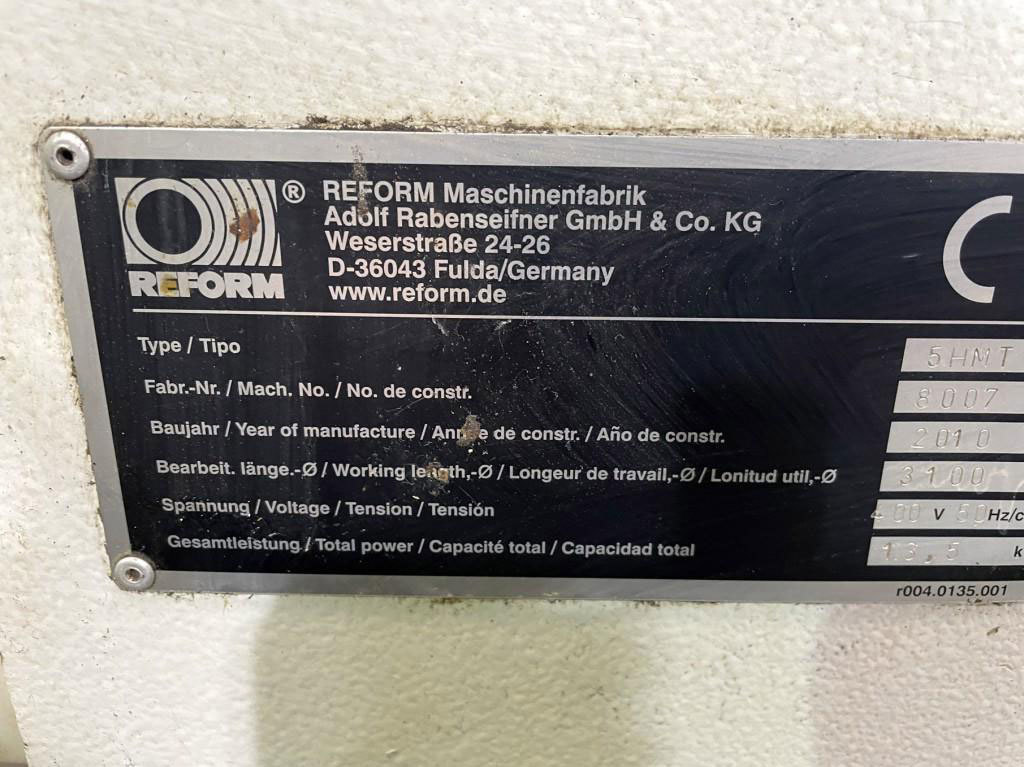 REFORM
®
REFORM Maschinenfabrik
Adolf Rabenseifner GmbH & Co. KG
Weserstraße 24-26
D-36043 Fulda/Germany
www.reform.de
Type / Tipo 5HMT
Fabr.-Nr. / Mach. No. / No. de constr. 8007
Baujahr / Year of manufacture / Année de constr. / Año de constr. 2010
Bearbeit. länge.-Ø / Working length,-Ø / Longeur de travail,-Ø / Lonitud util,-Ø 3100
Spannung / Voltage / Tension / Tensión 400 V 50 Hz/c
Gesamtleistung / Total power / Capacité total / Capacidad total 13,5 k
r004.0135.001